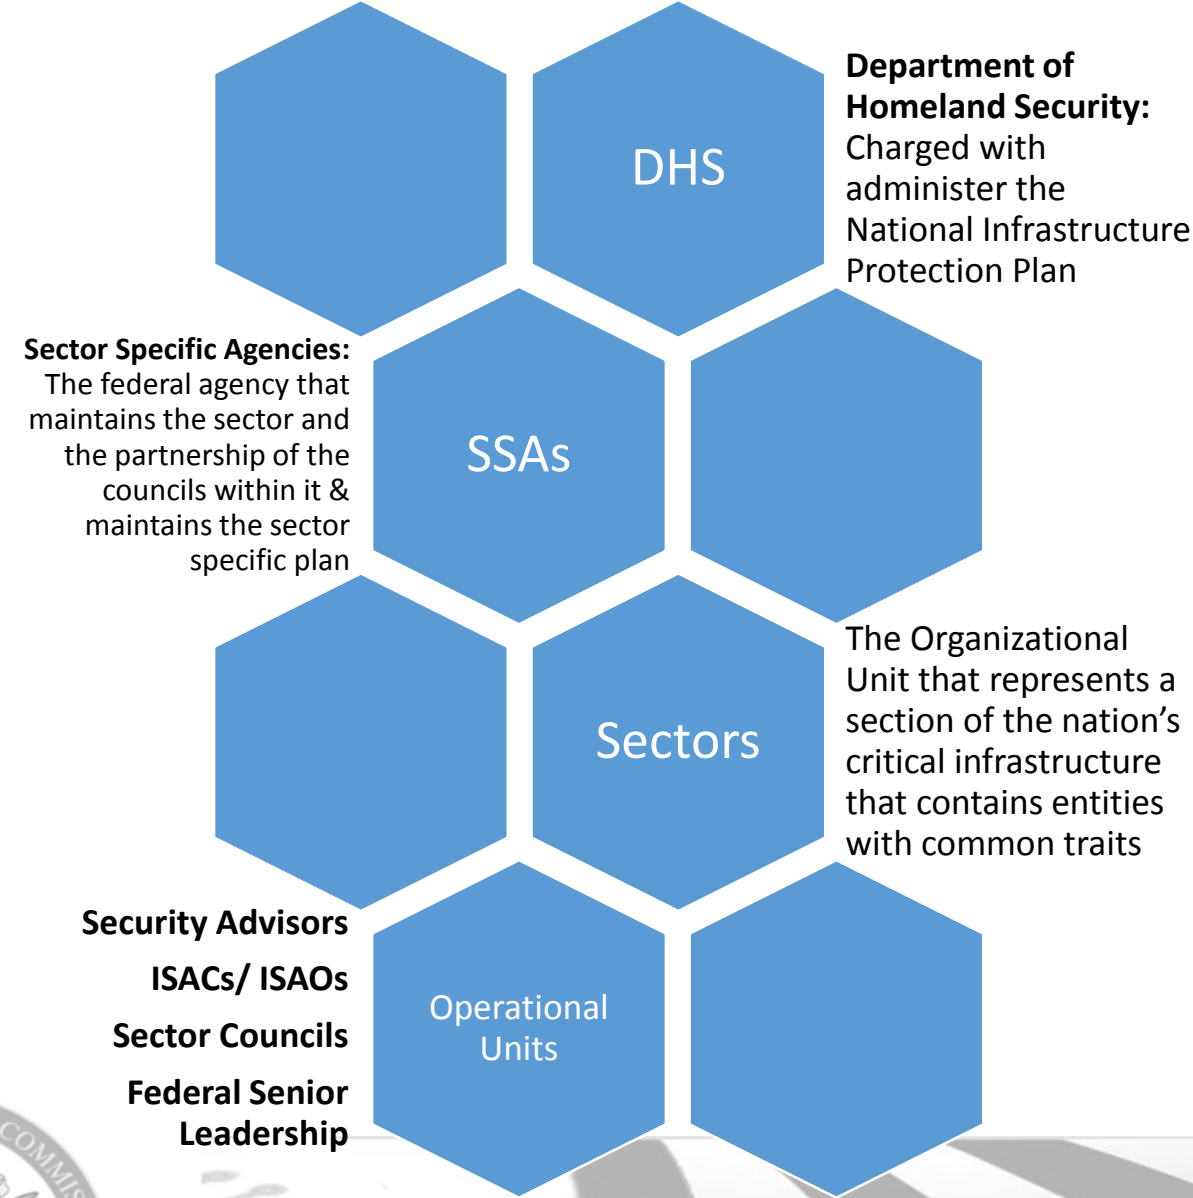 DHS
Department of
Homeland Security:
Charged with
administer the
National Infrastructure
Protection Plan
Sector Specific Agencies:
The federal agency that
maintains the sector and
the partnership of the
councils within it &
maintains the sector
specific plan
SSAs
Sectors
The Organizational
Unit that represents a
section of the nation’s
critical infrastructure
that contains entities
with common traits
Security Advisors
ISACs/ ISAOs
Sector Councils
Federal Senior
Leadership
Operational
Units